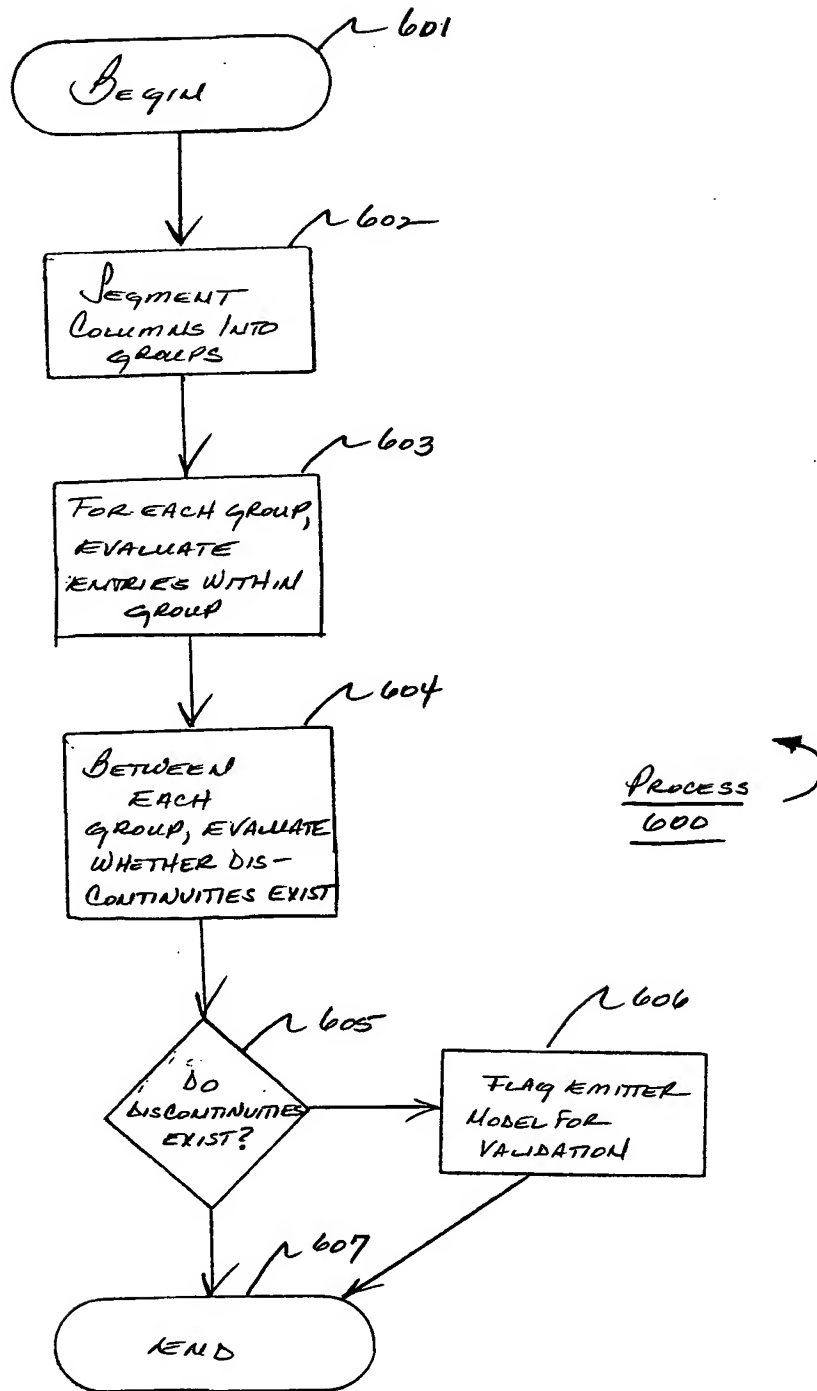 601
BEGIN
602
SEGMENT
COLUMNS INTO
GROUPS
603
FOR EACH GROUP,
EVALUATE
ENTRIES WITHIN
GROUP
604
BETWEEN
EACH
GROUP, EVALUATE
WHETHER DIS-
CONTINUITIES EXIST
PROCESS
600
605
DO
DISCONTINUITIES
EXIST?
606
FLAG EMITTER
MODEL FOR
VALIDATION
607
END